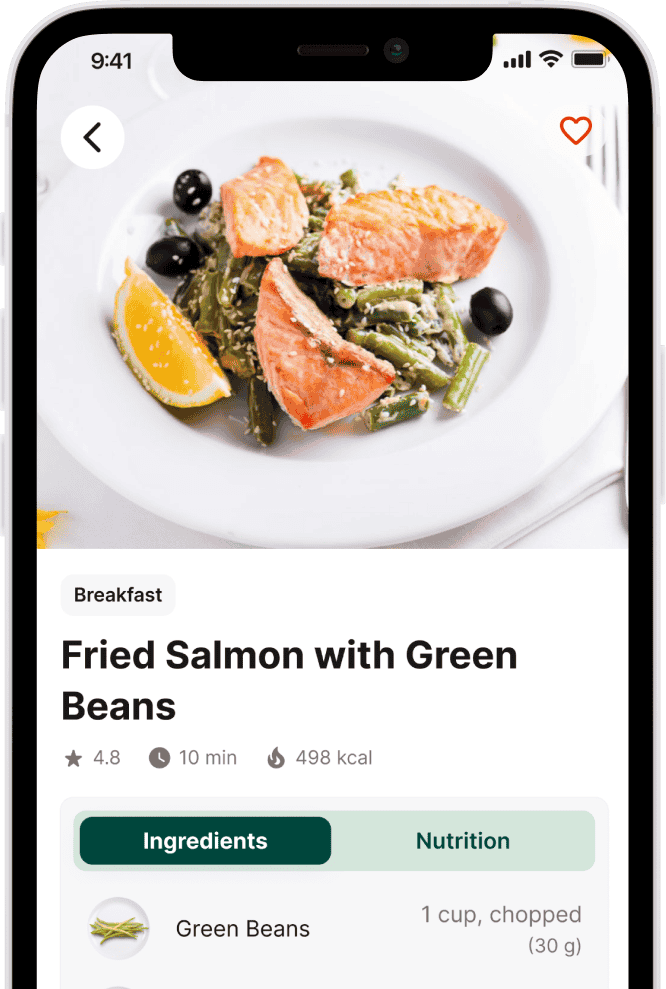 9:41
Breakfast
Fried Salmon with Green
Beans
4.8 10 min 498 kcal
Ingredients Nutrition
Green Beans 1 cup, chopped
(30 g)